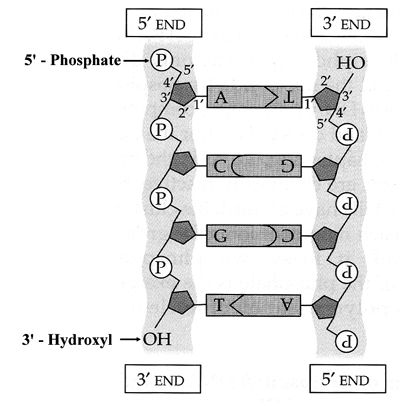 5′ END 3′ END
5' - Phosphate P HO
5′
4′ 2′
3′ 3′
2′ 1′ A T 1′ 4′
5′
P P
C G
P P
G C
P P
T A
3' - Hydroxyl OH P
3′ END 5′ END